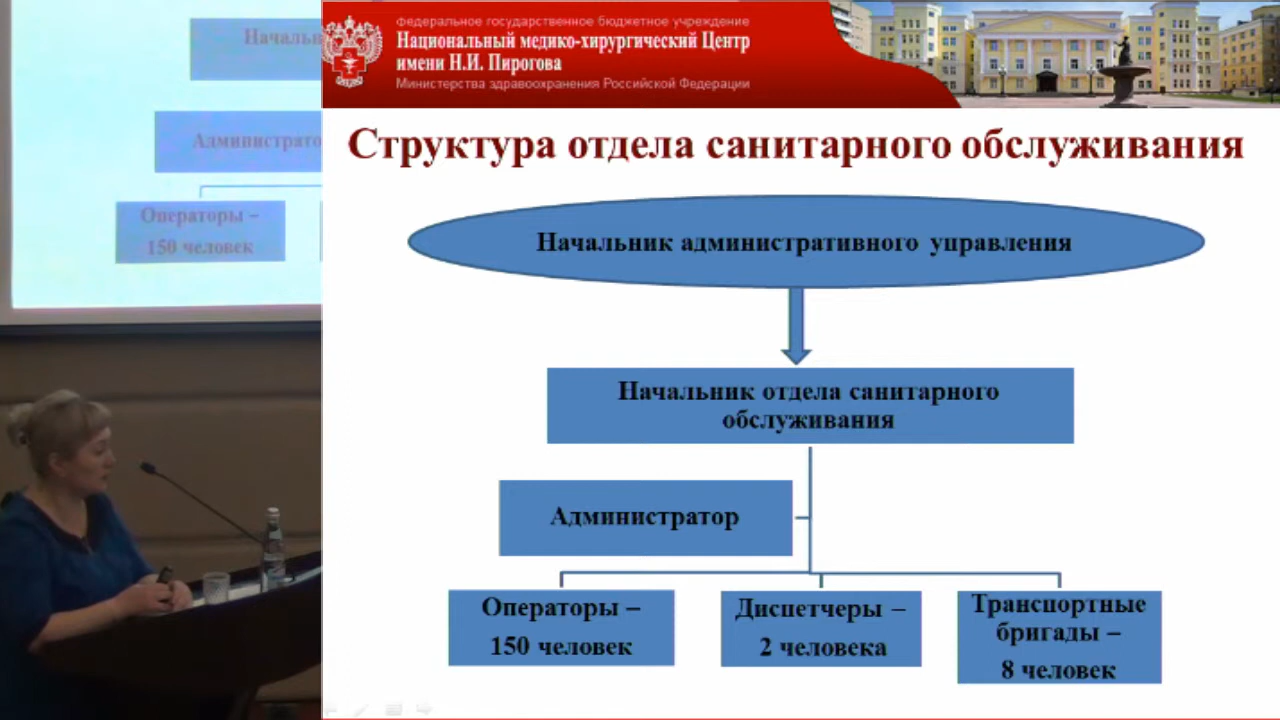 федеральное государственное бюджетное учреждение
Национальный медико-хирургический Центр
имени Н.И. Пирогова
Министерства здравоохранения Российской Федерации
Структура отдела санитарного обслуживания
Начальник административного управления
Начальник отдела санитарного
обслуживания
Администратор
Операторы –
150 человек
Диспетчеры –
2 человека
Транспортные
бригады –
8 человек
Началь
Администрато
Операторы –
150 человек